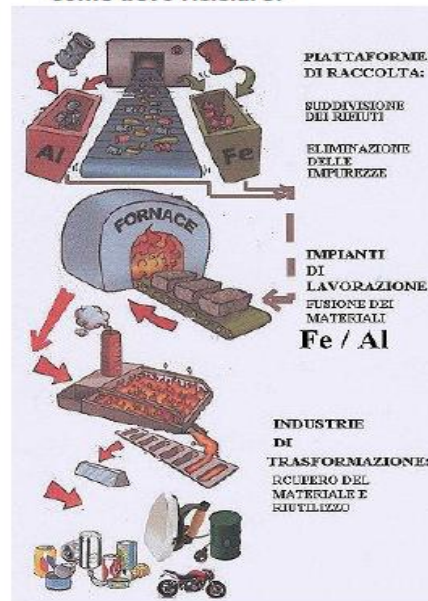 PIATTAFORME
DI RACCOLTA:
SUDDIVISIONE
DEI RIFIUTI
ELIMINAZIONE
DELLE
IMPUREZZE
Al
Fe
FORNACE
IMPIANTI
DI
LAVORAZIONE
FUSIONE DEI
MATERIALI
Fe / Al
INDUSTRIE
DI
TRASFORMAZIONE:
RCUPERO DEL
MATERIALE E
RIUTILIZZO